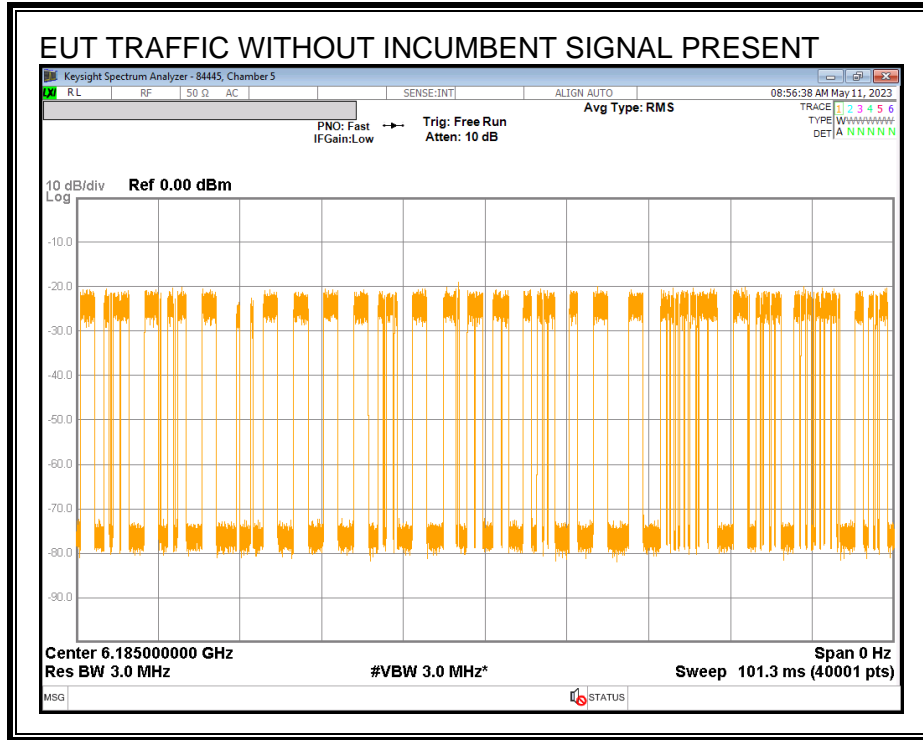 EUT TRAFFIC WITHOUT INCUMBENT SIGNAL PRESENT
Keysight Spectrum Analyzer - 84445, Chamber 5
LXI RL RF 50 Ω AC SENSE:INT ALIGN AUTO 08:56:38 AM May 11, 2023
Avg Type: RMS
TRACE 1 2 3 4 5 6
PNO: Fast Trig: Free Run
TYPE WWWWWW
IFGain:Low Atten: 10 dB
DET A N N N N N
10 dB/div Ref 0.00 dBm
Log
-10.0
-20.0
-30.0
-40.0
-50.0
-60.0
-70.0
-80.0
-90.0
Center 6.185000000 GHz Span 0 Hz
Res BW 3.0 MHz #VBW 3.0 MHz* Sweep 101.3 ms (40001 pts)
MSG STATUS